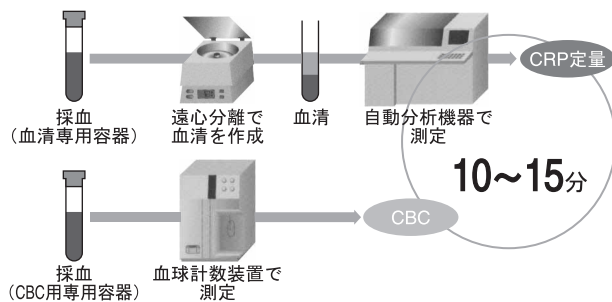 採血
(血清専用容器)
遠心分離で
血清を作成
血清
自動分析機器で
測定
CRP定量
10〜15分
採血
(CBC用専用容器)
血球計数装置で
測定
CBC